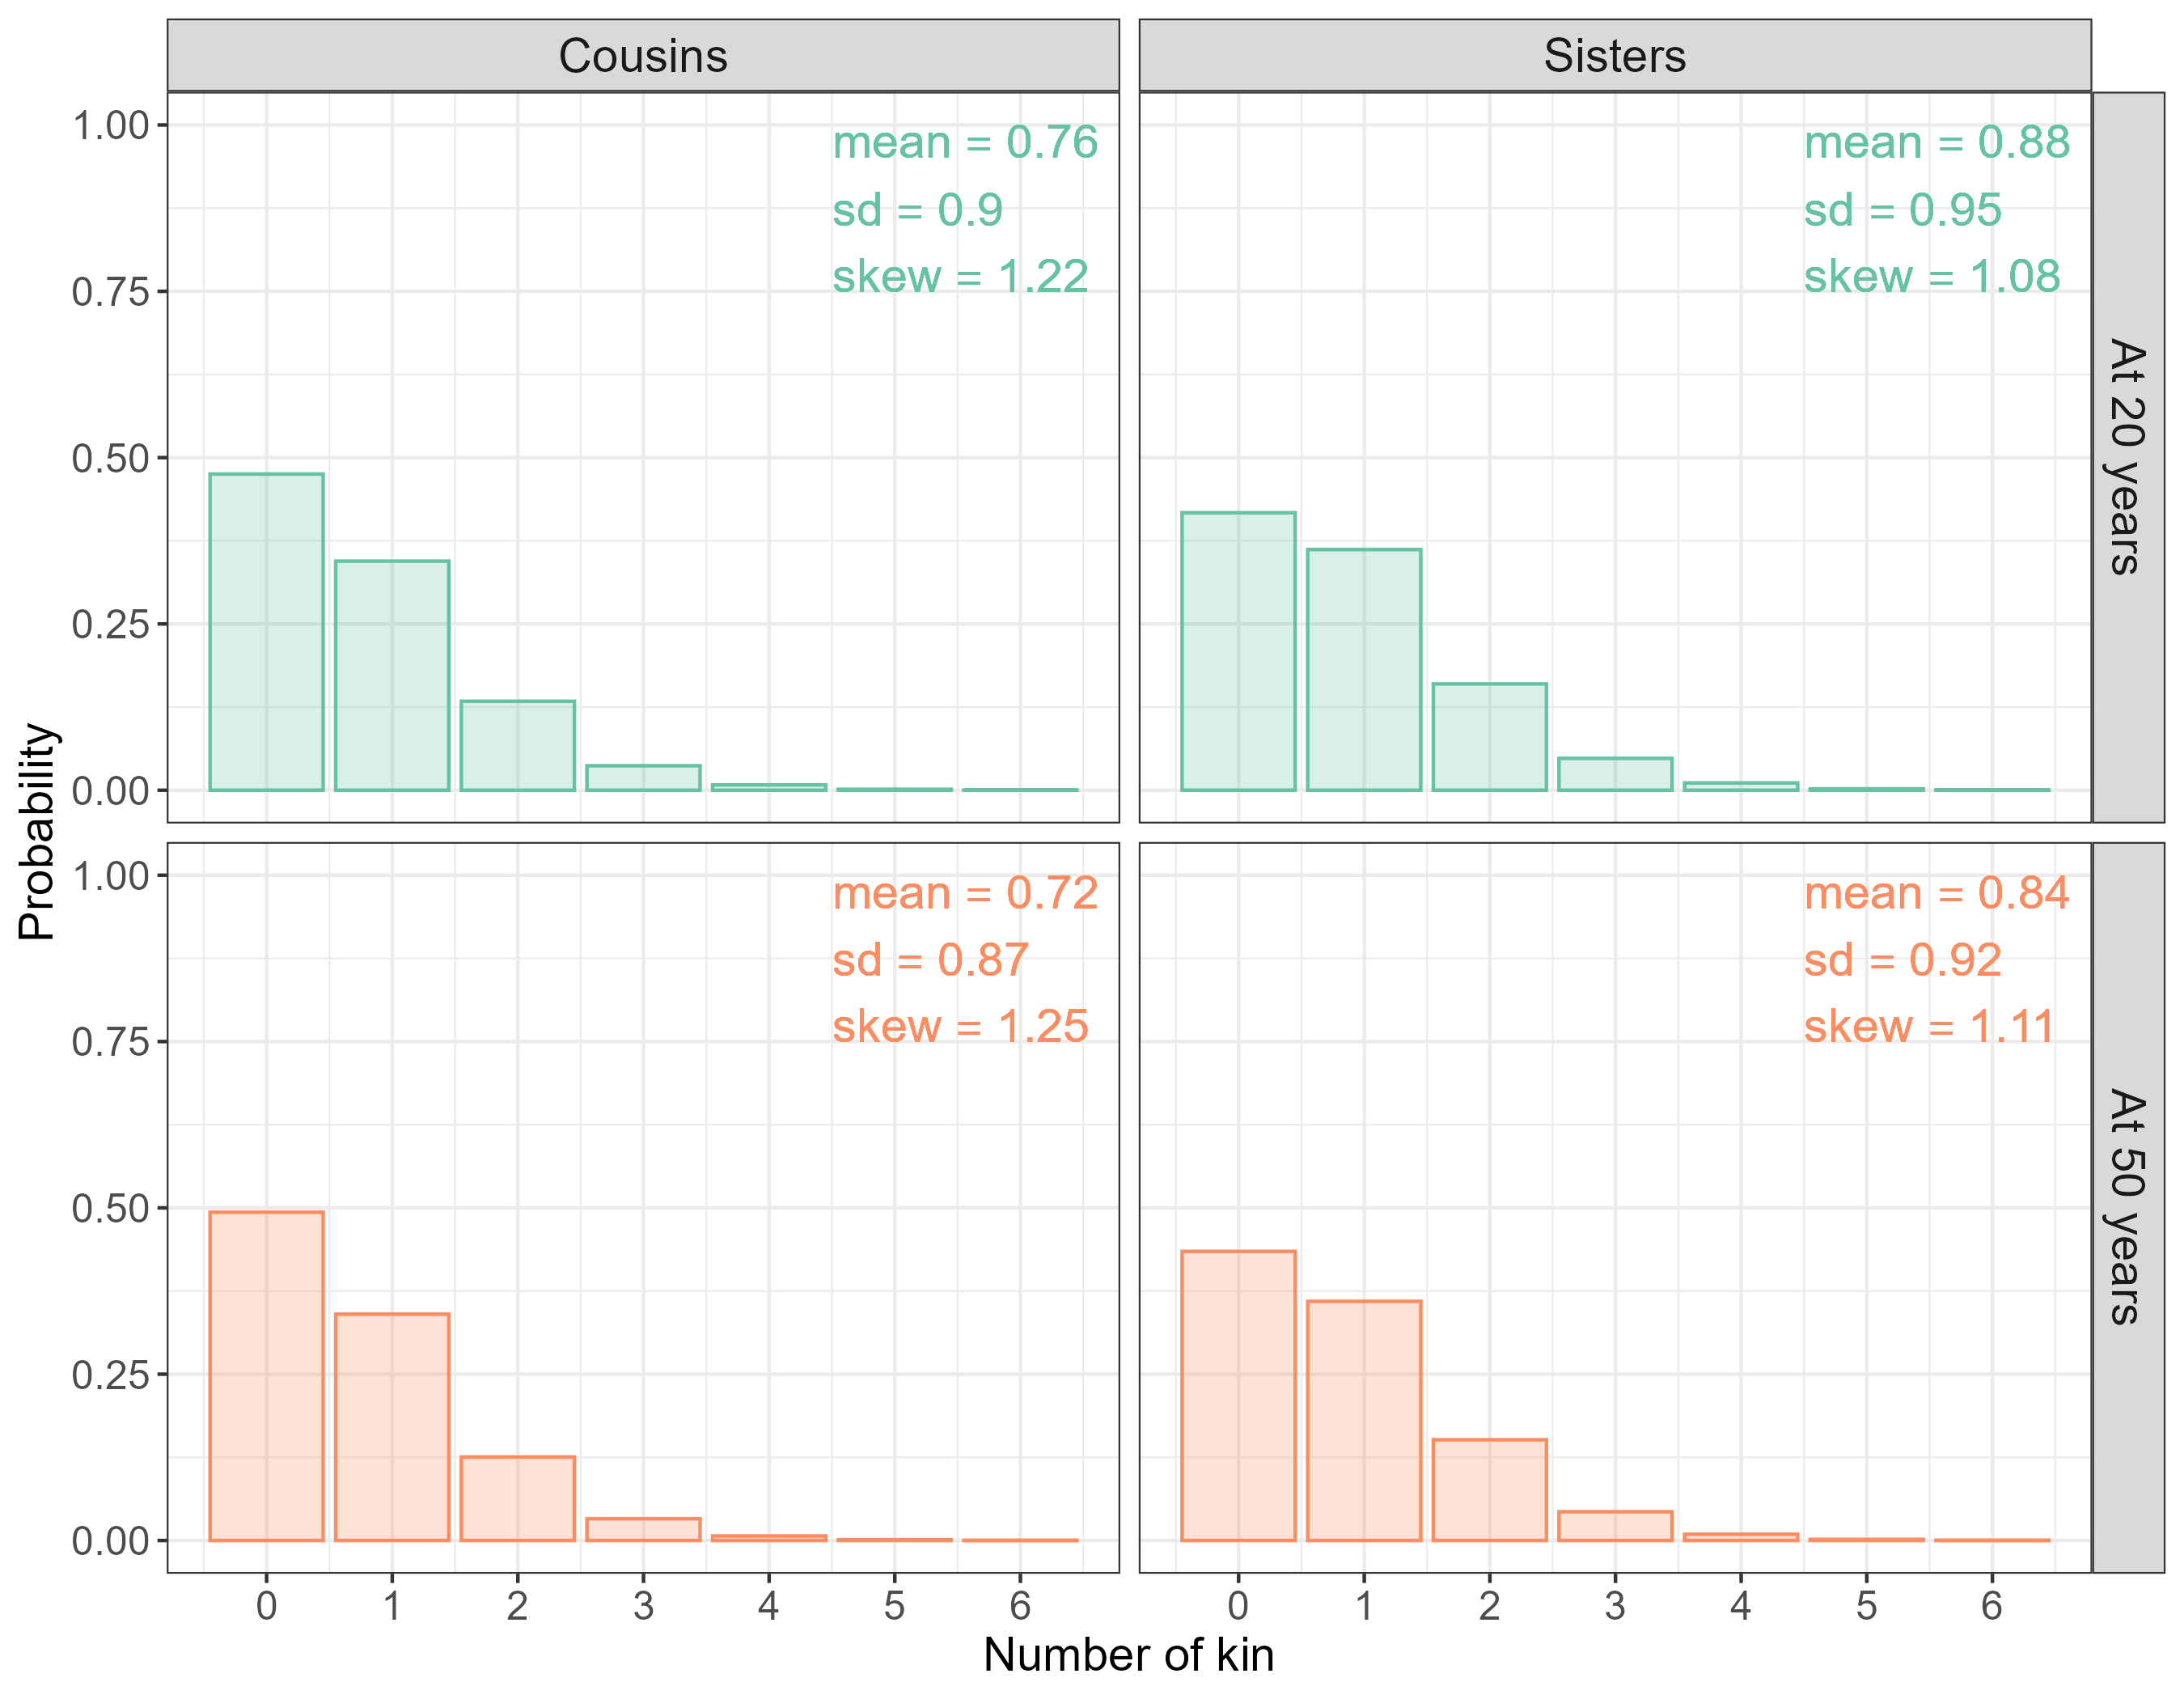 Cousins
Sisters
1.00
0.75
0.50
0.25
0.00
mean = 0.76
sd = 0.9
skew = 1.22
mean = 0.88
sd = 0.95
skew = 1.08
At 20 years
Probability
1.00
0.75
0.50
0.25
0.00
mean = 0.72
sd = 0.87
skew = 1.25
mean = 0.84
sd = 0.92
skew = 1.11
At 50 years
0 1 2 3 4 5 6
0 1 2 3 4 5 6
Number of kin